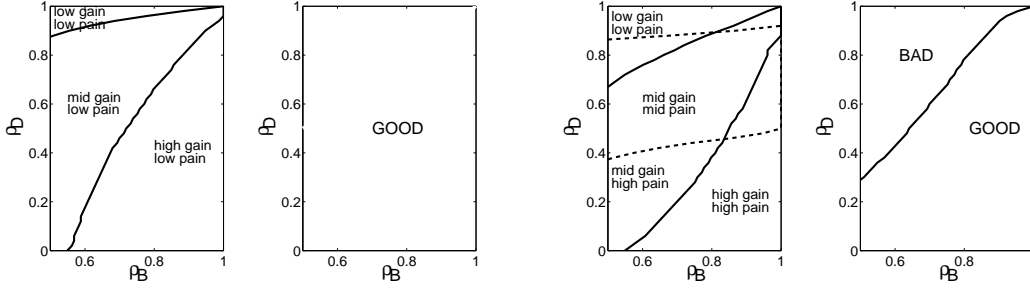 low gain
low pain
mid gain
low pain
high gain
low pain
1
0.8
0.6
0.4
0.2
0
0.6
0.8
1
ρD
ρB
GOOD
1
0.8
0.6
0.4
0.2
0
0.6
0.8
1
ρD
ρB
low gain
low pain
mid gain
mid pain
mid gain
high pain
high gain
high pain
1
0.8
0.6
0.4
0.2
0
0.6
0.8
1
ρD
ρB
BAD
GOOD
1
0.8
0.6
0.4
0.2
0
0.6
0.8
1
ρD
ρB